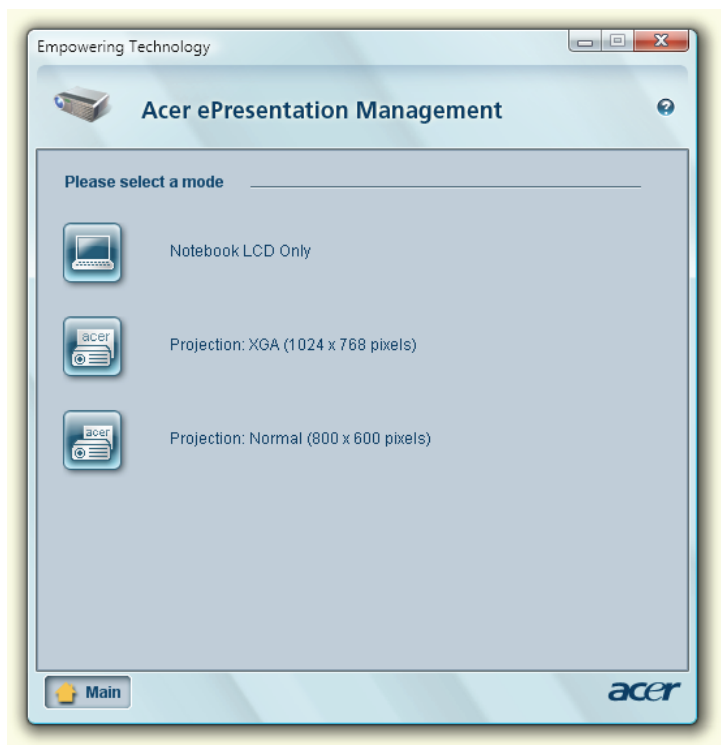 Empowering Technology
Acer ePresentation Management
Please select a mode
Notebook LCD Only
acer
Projection: XGA (1024 x 768 pixels)
acer
Projection: Normal (800 x 600 pixels)
Main
acer